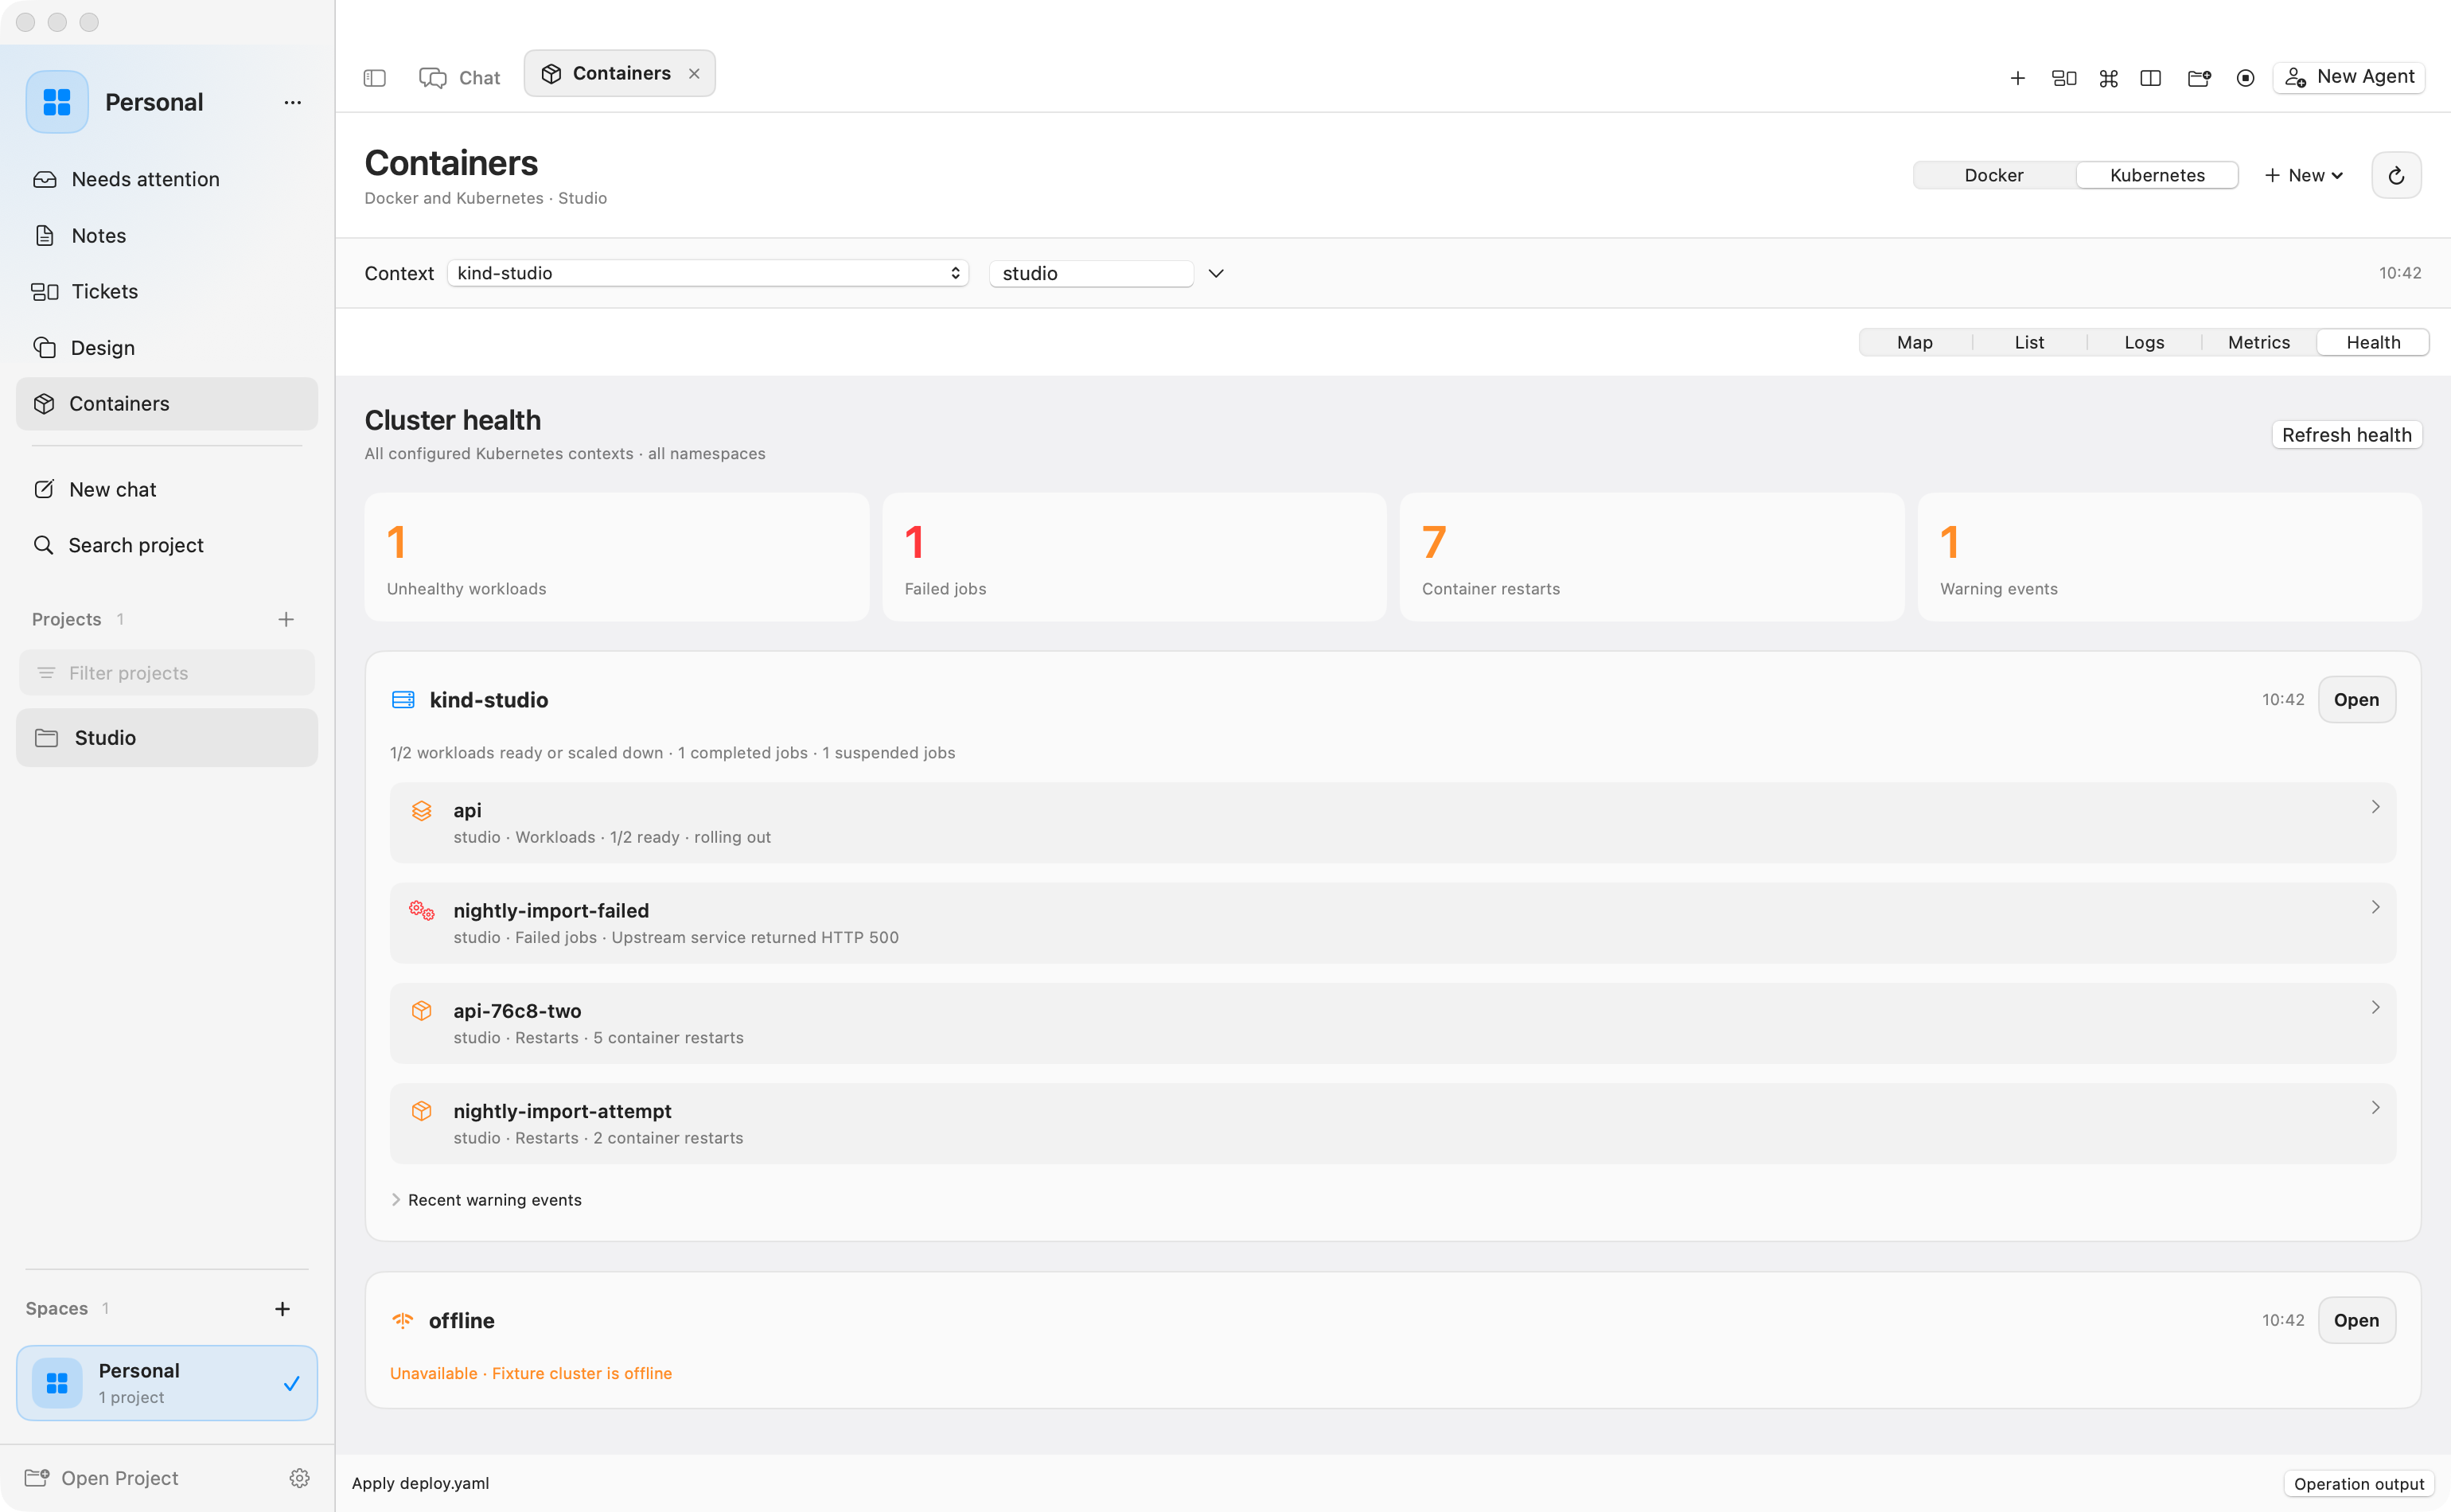 Personal
Needs attention
Notes
Tickets
Design
Containers
New chat
Search project
Projects 1
Filter projects
Studio
Spaces 1
Personal
1 project
Open Project
Chat
Containers
New Agent
Containers
Docker and Kubernetes · Studio
Docker
Kubernetes
New
Context
kind-studio
studio
10:42
Map
List
Logs
Metrics
Health
Cluster health
All configured Kubernetes contexts · all namespaces
Refresh health
1
Unhealthy workloads
1
Failed jobs
7
Container restarts
1
Warning events
kind-studio
10:42
Open
1/2 workloads ready or scaled down · 1 completed jobs · 1 suspended jobs
api
studio · Workloads · 1/2 ready · rolling out
nightly-import-failed
studio · Failed jobs · Upstream service returned HTTP 500
api-76c8-two
studio · Restarts · 5 container restarts
nightly-import-attempt
studio · Restarts · 2 container restarts
Recent warning events
offline
10:42
Open
Unavailable · Fixture cluster is offline
Apply deploy.yaml
Operation output